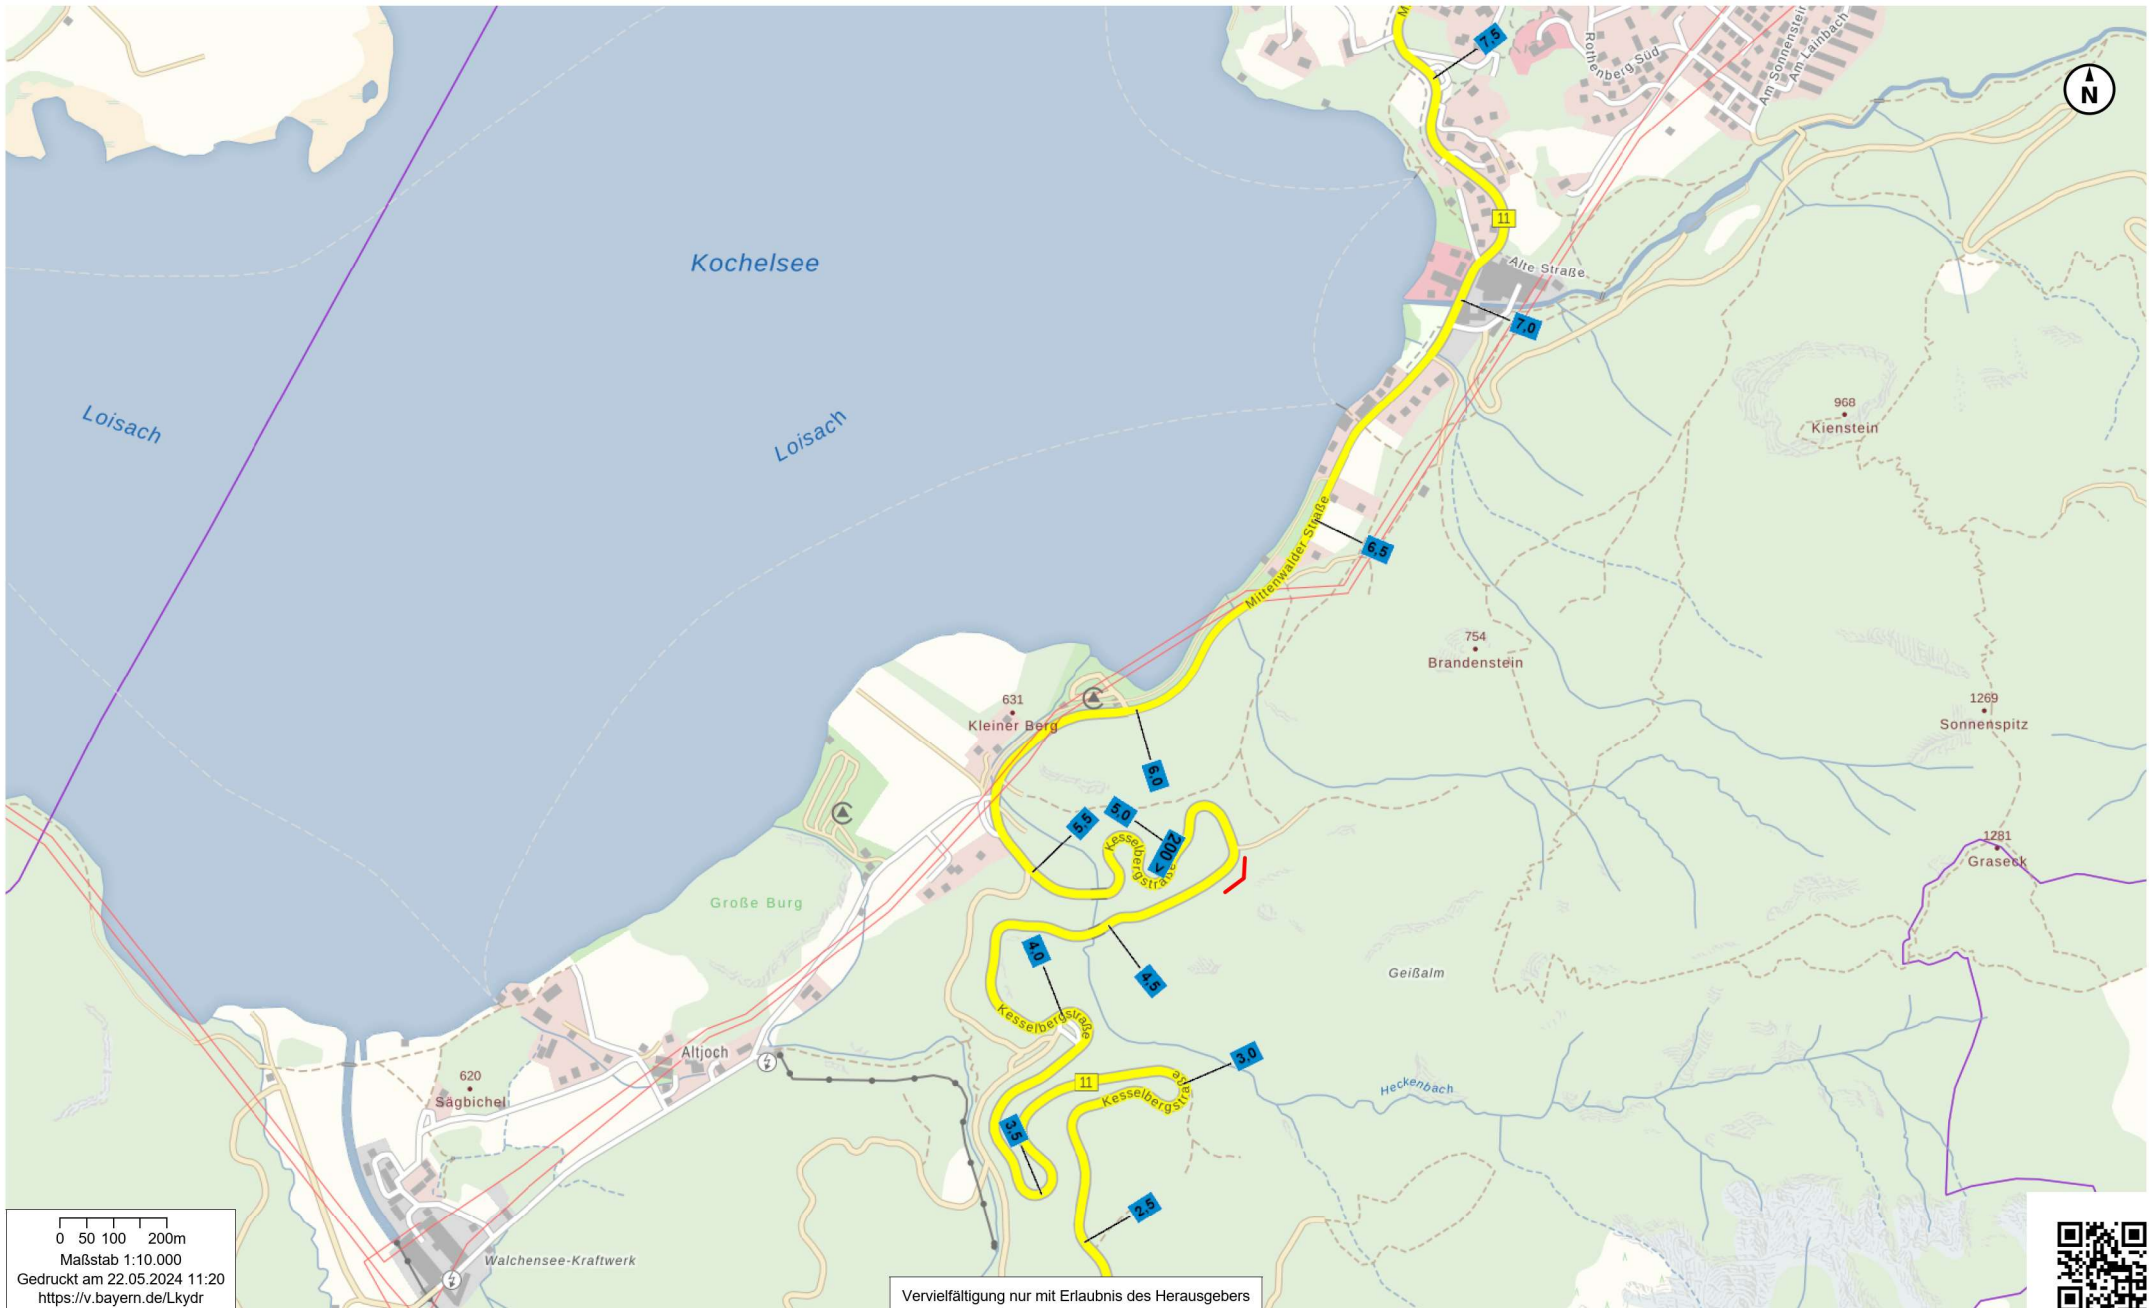 M
7,5
Rothenberg Süd
Am Sonnenstein
Am Lainbach
N
11
Kochelsee
Alte Straße
7,0
Loisach
Loisach
968
Kienstein
Mittenwalder Straße
6,5
754
Brandenstein
631
Kleiner Berg
1269
Sonnenspitz
6,0
5,0
200 >
5,5
Kesselbergstraße
1281
Graseck
Große Burg
4,0
4,5
Geißalm
Kesselbergstraße
Altjoch
3,0
11
Kesselbergstraße
Heckenbach
620
Sägbichel
3,5
2,5
Walchensee-Kraftwerk
0 50 100 200m
Maßstab 1:10.000
Gedruckt am 22.05.2024 11:20
https://v.bayern.de/Lkydr
Vervielfältigung nur mit Erlaubnis des Herausgebers